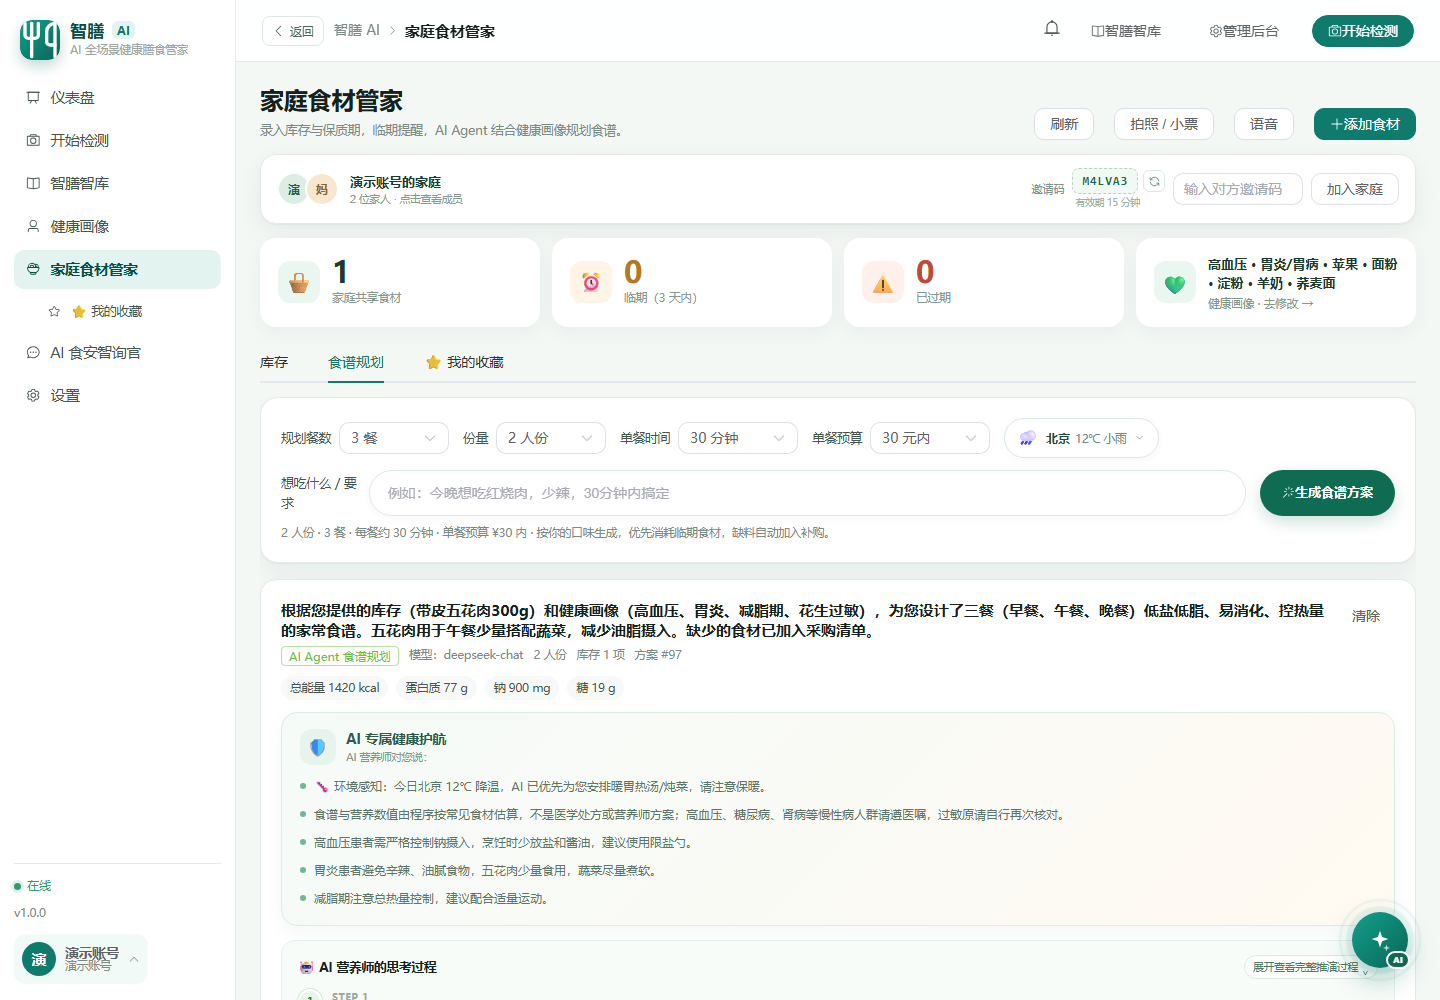 智膳 AI
AI 全场景健康膳食管家
仪表盘
开始检测
智膳智库
健康画像
家庭食材管家
我的收藏
AI 食安智询官
设置
在线
v1.0.0
演
演示账号
演示账号
返回
智膳 AI > 家庭食材管家
智膳智库
管理后台
开始检测
家庭食材管家
录入库存与保质期，临期提醒，AI Agent 结合健康画像规划食谱。
刷新
拍照 / 小票
语音
添加食材
演 妈
演示账号的家庭
2 位家人 · 点击查看成员
邀请码
M4LVA3
有效期 15 分钟
输入对方邀请码
加入家庭
1
家庭共享食材
0
临期（3 天内）
0
已过期
高血压 • 胃炎/胃病 • 苹果 • 面粉
• 淀粉 • 羊奶 • 荞麦面
健康画像 · 去修改 →
库存
食谱规划
我的收藏
规划餐数 3 餐
份量 2 人份
单餐时间 30 分钟
单餐预算 30 元内
北京 12°C 小雨
想吃什么 / 要
求
例如：今晚想吃红烧肉，少辣，30分钟内搞定
生成食谱方案
2 人份 · 3 餐 · 每餐约 30 分钟 · 单餐预算 ¥30 内 · 按你的口味生成，优先消耗临期食材，缺料自动加入补购。
根据您提供的库存（带皮五花肉300g）和健康画像（高血压、胃炎、减脂期、花生过敏），为您设计了三餐（早餐、午餐、晚餐）低盐低脂、易消化、控热量
的家常食谱。五花肉用于午餐少量搭配蔬菜，减少油脂摄入。缺少的食材已加入采购清单。
清除
AI Agent 食谱规划 模型：deepseek-chat 2 人份 库存 1 项 方案 #97
总能量 1420 kcal
蛋白质 77 g
钠 900 mg
糖 19 g
AI 专属健康护航
AI 营养师对您说：
环境感知：今日北京 12°C 降温，AI 已优先为您安排暖胃热汤/炖菜，请注意保暖。
食谱与营养数值由程序按常见食材估算，不是医学处方或营养师方案；高血压、糖尿病、肾病等慢性病人群请遵医嘱，过敏原请自行再次核对。
高血压患者需严格控制钠摄入，烹饪时少放盐和酱油，建议使用限盐勺。
胃炎患者避免辛辣、油腻食物，五花肉少量食用，蔬菜尽量煮软。
减脂期注意总热量控制，建议配合适量运动。
AI 营养师的思考过程
展开查看完整推演过程
AI
1
STEP 1